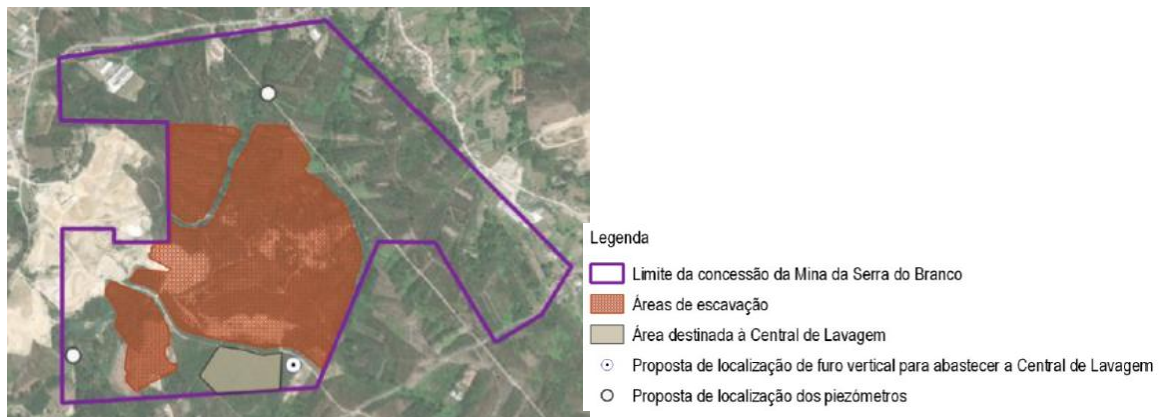 Legenda
Limite da concessão da Mina da Serra do Branco
Áreas de escavação
Área destinada à Central de Lavagem
Proposta de localização de furo vertical para abastecer a Central de Lavagem
Proposta de localização dos piezómetros